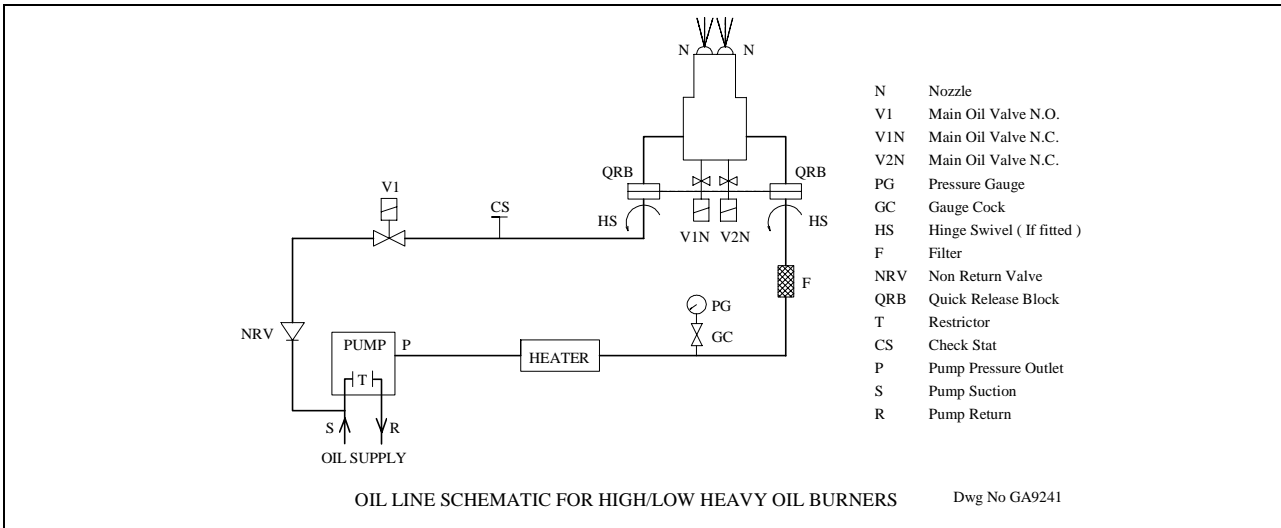 N N
N Nozzle
V1 Main Oil Valve N.O.
V1N Main Oil Valve N.C.
V2N Main Oil Valve N.C.
PG Pressure Gauge
GC Gauge Cock
HS Hinge Swivel ( If fitted )
F Filter
NRV Non Return Valve
QRB Quick Release Block
T Restrictor
CS Check Stat
P Pump Pressure Outlet
S Pump Suction
R Pump Return
QRB QRB
V1
CS
HS HS
V1N V2N
F
PG
GC
NRV
PUMP P
HEATER
T
S R
OIL SUPPLY
OIL LINE SCHEMATIC FOR HIGH/LOW HEAVY OIL BURNERS Dwg No GA9241